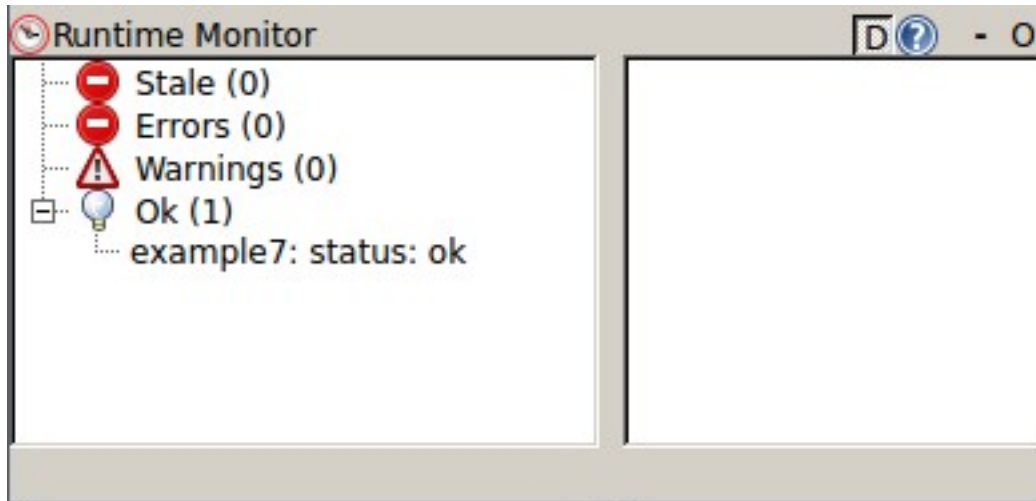 Runtime Monitor D ? - O
Stale (0)
Errors (0)
Warnings (0)
Ok (1)
example7: status: ok